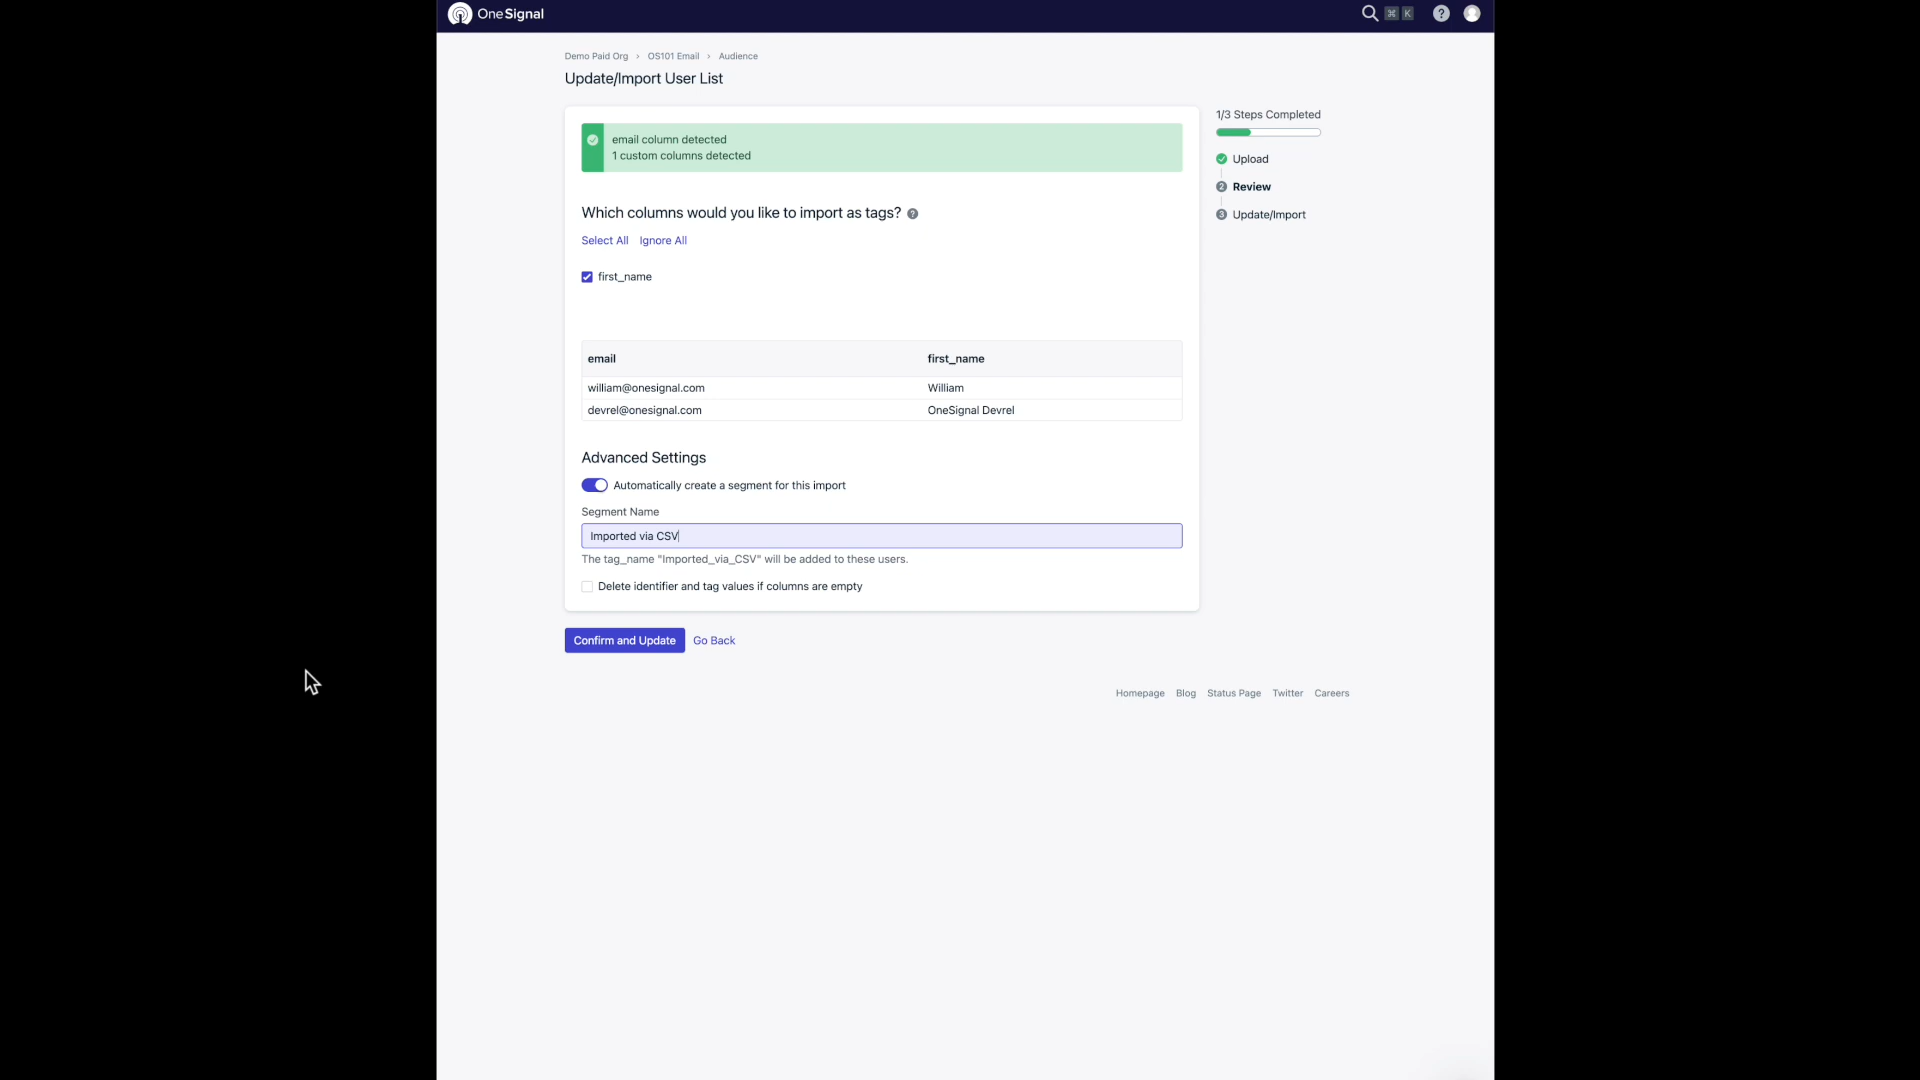 OneSignal
⌘ K
?
Demo Paid Org › OS101 Email › Audience
Update/Import User List
email column detected
1 custom columns detected
Which columns would you like to import as tags? ?
Select All Ignore All
first_name
email first_name
william@onesignal.com William
devrel@onesignal.com OneSignal Devrel
Advanced Settings
Automatically create a segment for this import
Segment Name
Imported via CSV
The tag_name "Imported_via_CSV" will be added to these users.
Delete identifier and tag values if columns are empty
Confirm and Update Go Back
1/3 Steps Completed
Upload
2 Review
3 Update/Import
Homepage Blog Status Page Twitter Careers